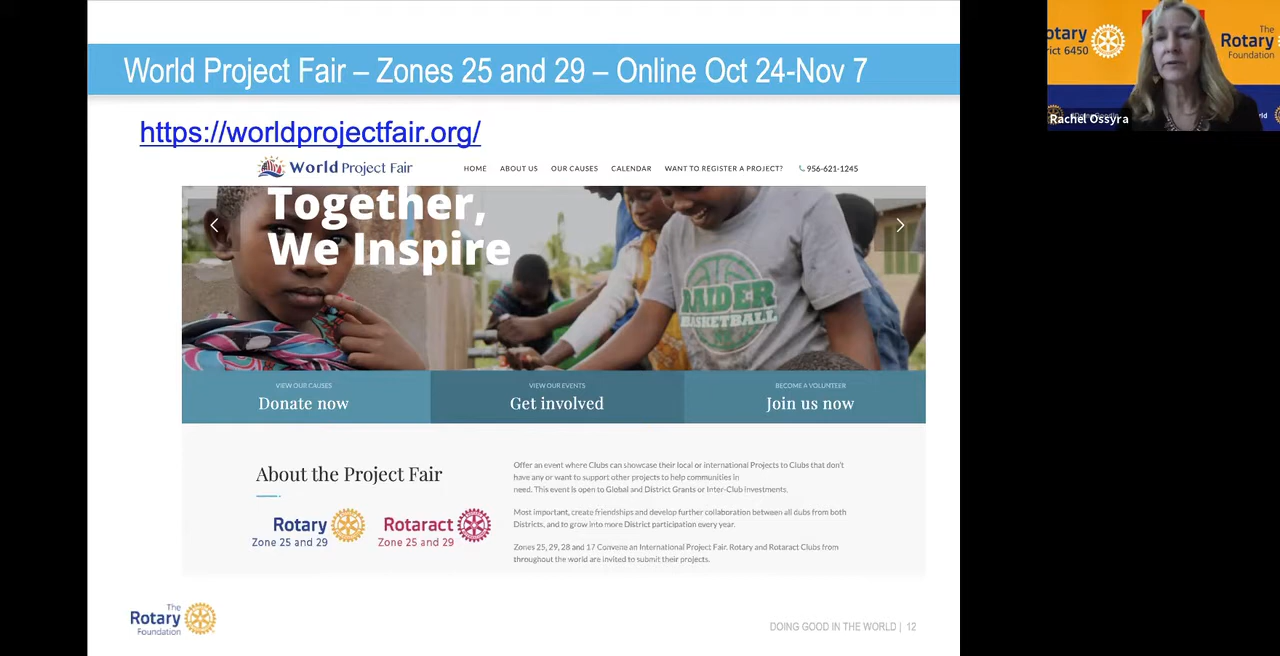 World Project Fair – Zones 25 and 29 – Online Oct 24-Nov 7
https://worldprojectfair.org/
World Project Fair
HOME ABOUT US OUR CAUSES CALENDAR WANT TO REGISTER A PROJECT? 956-621-1245
Together,
We Inspire
RAIDER
BASKETBALL
VIEW OUR CAUSES
Donate now
VIEW OUR EVENTS
Get involved
BECOME A VOLUNTEER
Join us now
About the Project Fair
Rotary
Zone 25 and 29
Rotaract
Zone 25 and 29
Offer an event where Clubs can showcase their local or international Projects to Clubs that don't
have any or want to support other projects to help communities in
need. This event is open to Global and District Grants or Inter-Club investments.
Most important, create friendships and develop further collaboration between all clubs from both
Districts, and to grow into more District participation every year.
Zones 25, 29, 28 and 17 Convene an International Project Fair. Rotary and Rotaract Clubs from
throughout the world are invited to submit their projects.
The
Rotary
Foundation
DOING GOOD IN THE WORLD | 12
otary
rict 6450
The
Rotary
Foundation
Rachel Ossyra